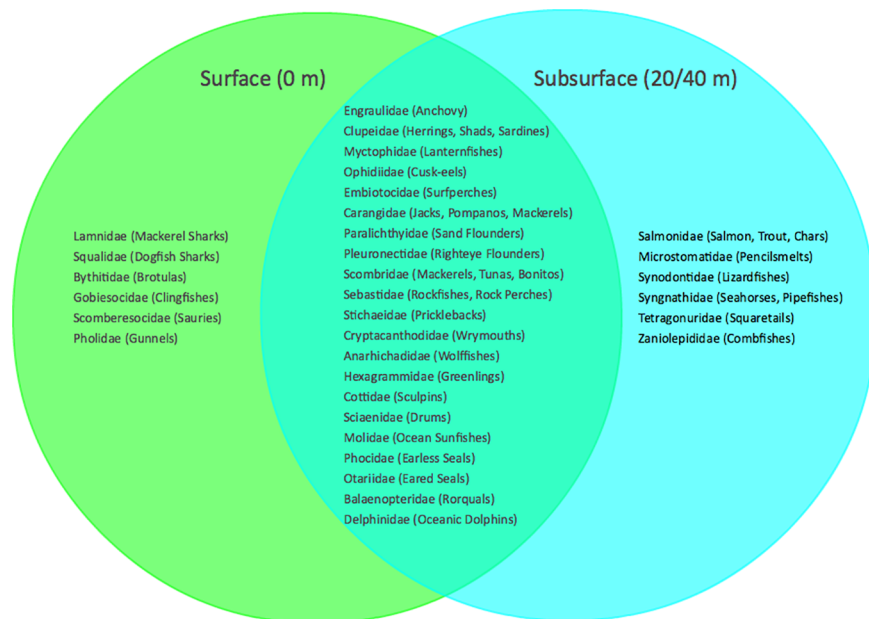 Surface (0 m)
Subsurface (20/40 m)
Lamnidae (Mackerel Sharks)
Squalidae (Dogfish Sharks)
Bythitidae (Brotulas)
Gobiesocidae (Clingfishes)
Scomberesocidae (Sauries)
Pholidae (Gunnels)
Engraulidae (Anchovy)
Clupeidae (Herrings, Shads, Sardines)
Myctophidae (Lanternfishes)
Ophidiidae (Cusk-eels)
Embiotocidae (Surfperches)
Carangidae (Jacks, Pompanos, Mackerels)
Paralichthyidae (Sand Flounders)
Pleuronectidae (Righteye Flounders)
Scombridae (Mackerels, Tunas, Bonitos)
Sebastidae (Rockfishes, Rock Perches)
Stichaeidae (Pricklebacks)
Cryptacanthodidae (Wrymouths)
Anarhichadidae (Wolffishes)
Hexagrammidae (Greenlings)
Cottidae (Sculpins)
Sciaenidae (Drums)
Molidae (Ocean Sunfishes)
Phocidae (Earless Seals)
Otariidae (Eared Seals)
Balaenopteridae (Rorquals)
Delphinidae (Oceanic Dolphins)
Salmonidae (Salmon, Trout, Chars)
Microstomatidae (Pencilsmelts)
Synodontidae (Lizardfishes)
Syngnathidae (Seahorses, Pipefishes)
Tetragonuridae (Squaretails)
Zaniolepididae (Combfishes)